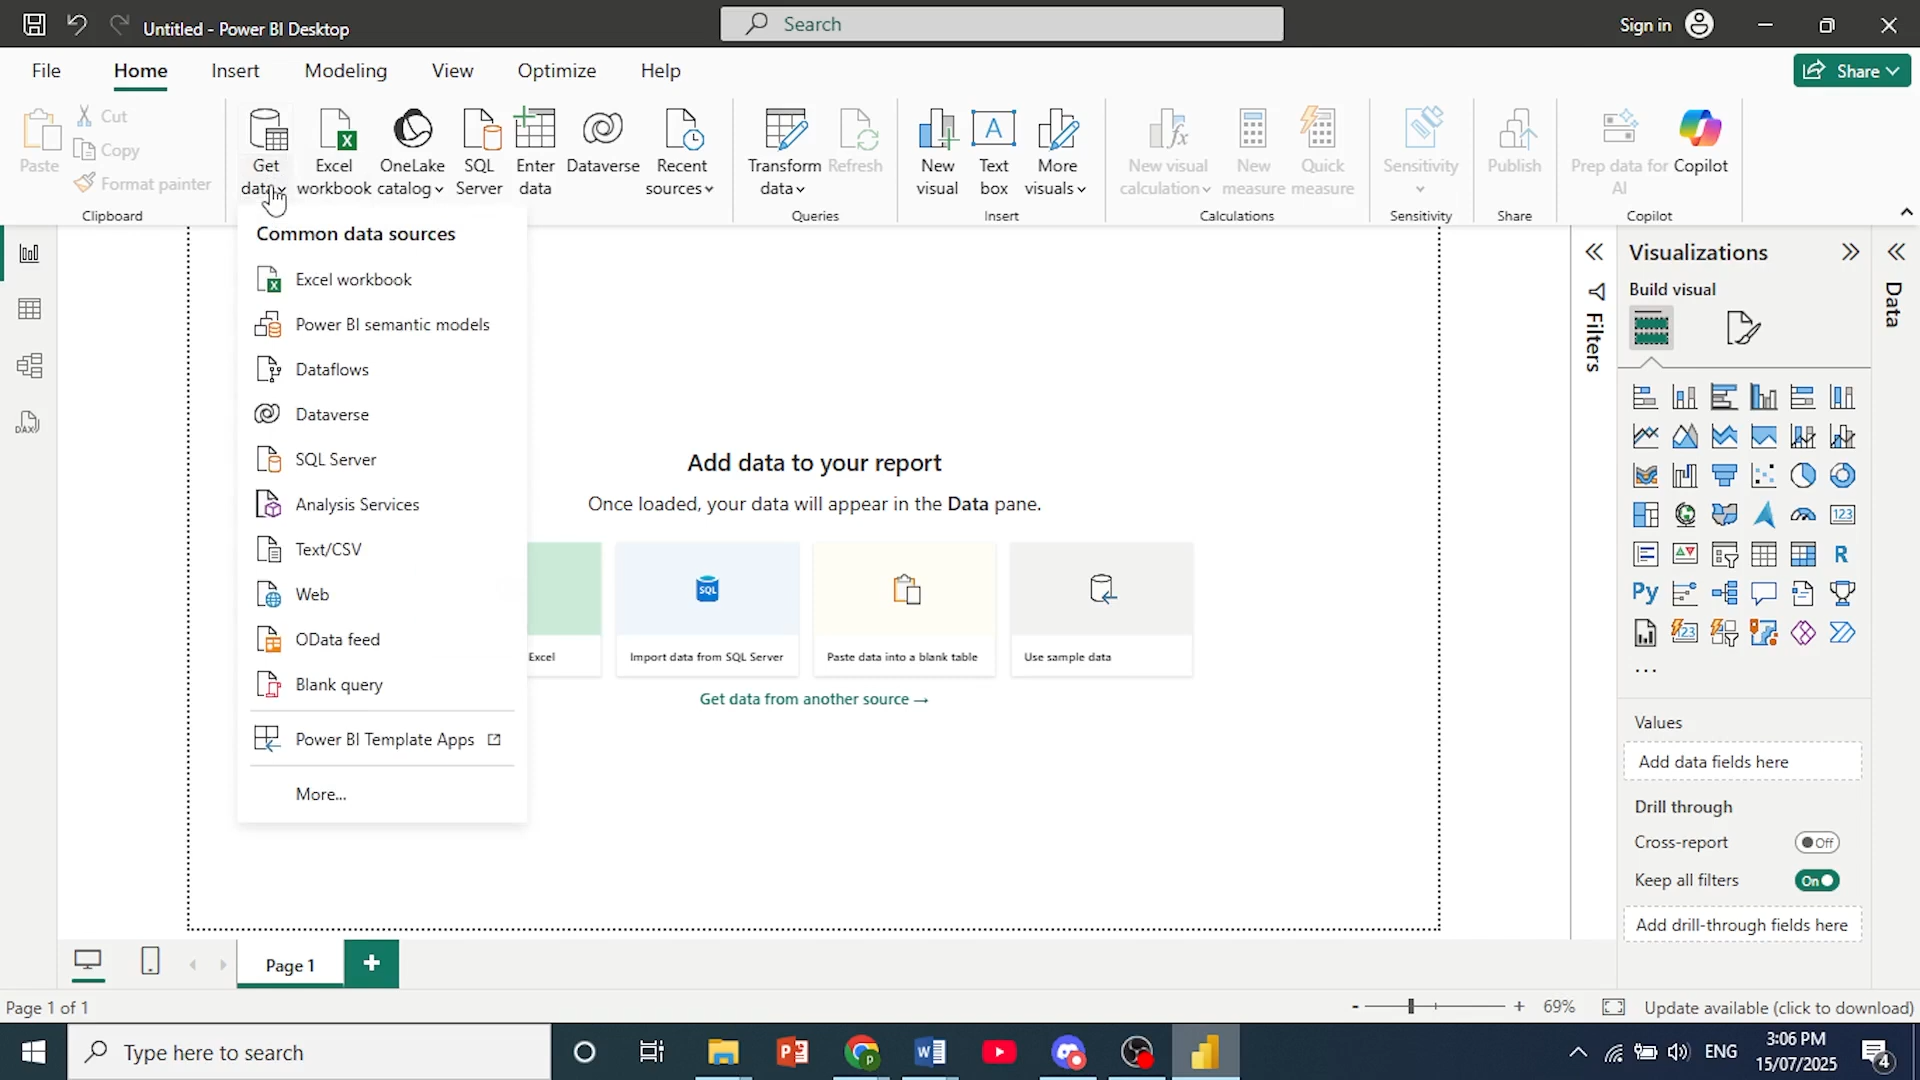 Untitled - Power BI Desktop
Search
Sign in
File
Home
Insert
Modeling
View
Optimize
Help
Share
Paste
Cut
Copy
Format painter
Clipboard
Get data
Excel workbook
OneLake catalog
SQL Server
Enter data
Dataverse
Recent sources
Transform data
Refresh
Queries
New visual
Text box
More visuals
Insert
New visual calculation
New measure
Quick measure
Calculations
Sensitivity
Sensitivity
Publish
Share
Prep data for AI
Copilot
Copilot
Common data sources
Excel workbook
Power BI semantic models
Dataflows
Dataverse
SQL Server
Analysis Services
Text/CSV
Web
OData feed
Blank query
Power BI Template Apps
More...
Add data to your report
Once loaded, your data will appear in the Data pane.
SQL
Excel
Import data from SQL Server
Paste data into a blank table
Use sample data
Get data from another source →
Filters
Visualizations
Build visual
123
R
Py
123
...
Values
Add data fields here
Drill through
Cross-report
Off
Keep all filters
On
Add drill-through fields here
Data
DAX
Page 1
Page 1 of 1
69%
Update available (click to download)
Type here to search
ENG
3:06 PM
15/07/2025
4